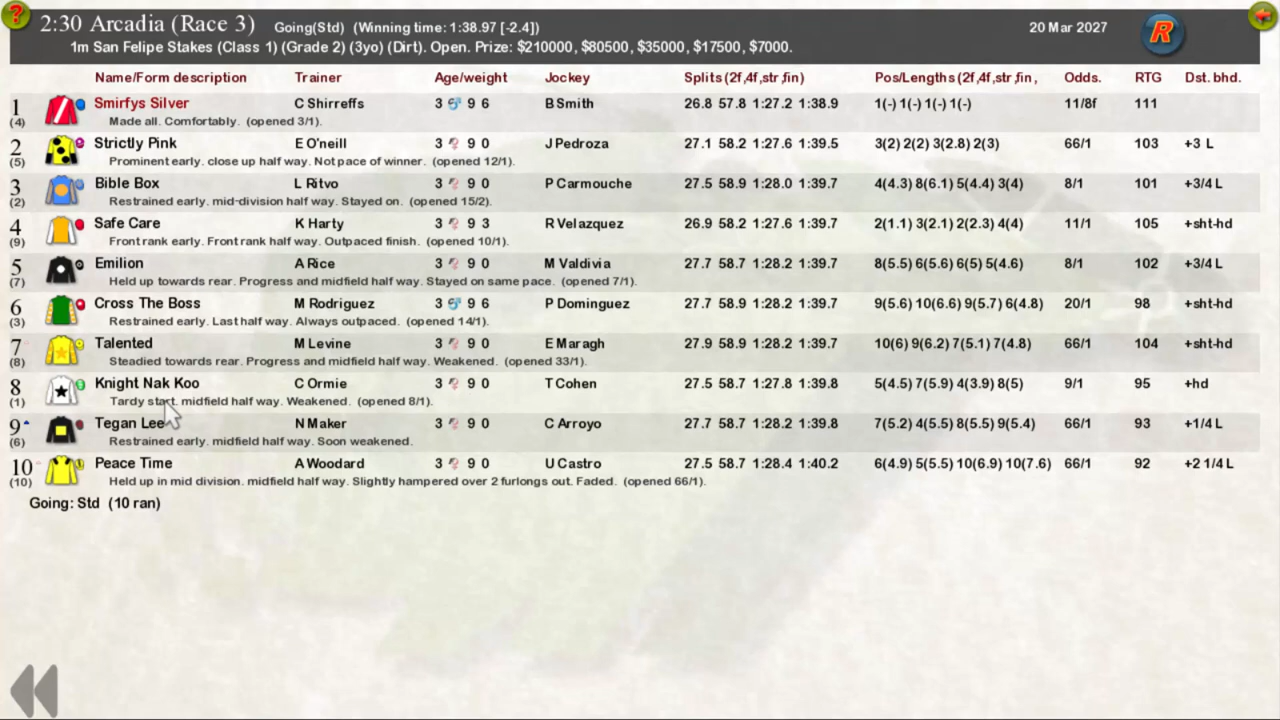 2:30 Arcadia (Race 3) Going(Std) (Winning time: 1:38.97 [-2.4]) 20 Mar 2027
1m San Felipe Stakes (Class 1) (Grade 2) (3yo) (Dirt). Open. Prize: $210000, $80500, $35000, $17500, $7000.
Name/Form description Trainer Age/weight Jockey Splits (2f,4f,str,fin) Pos/Lengths (2f,4f,str,fin, Odds. RTG Dst. bhd.
1 Smirfys Silver C Shirreffs 3 9 6 B Smith 26.8 57.8 1:27.2 1:38.9 1(-) 1(-) 1(-) 1(-) 11/8f 111
(4) Made all. Comfortably. (opened 3/1).
2 Strictly Pink E O'neill 3 9 0 J Pedroza 27.1 58.2 1:27.6 1:39.5 3(2) 2(2) 3(2.8) 2(3) 66/1 103 +3 L
(5) Prominent early. close up half way. Not pace of winner. (opened 12/1).
3 Bible Box L Ritvo 3 9 0 P Carmouche 27.5 58.9 1:28.0 1:39.7 4(4.3) 8(6.1) 5(4.4) 3(4) 8/1 101 +3/4 L
(2) Restrained early. mid-division half way. Stayed on. (opened 15/2).
4 Safe Care K Harty 3 9 3 R Velazquez 26.9 58.2 1:27.6 1:39.7 2(1.1) 3(2.1) 2(2.3) 4(4) 11/1 105 +sht-hd
(9) Front rank early. Front rank half way. Outpaced finish. (opened 10/1).
5 Emilion A Rice 3 9 0 M Valdivia 27.7 58.7 1:28.2 1:39.7 8(5.5) 6(5.6) 6(5) 5(4.6) 8/1 102 +3/4 L
(7) Held up towards rear. Progress and midfield half way. Stayed on same pace. (opened 7/1).
6 Cross The Boss M Rodriguez 3 9 6 P Dominguez 27.7 58.9 1:28.2 1:39.7 9(5.6) 10(6.6) 9(5.7) 6(4.8) 20/1 98 +sht-hd
(3) Restrained early. Last half way. Always outpaced. (opened 14/1).
7 Talented M Levine 3 9 0 E Maragh 27.9 58.9 1:28.2 1:39.7 10(6) 9(6.2) 7(5.1) 7(4.8) 66/1 104 +sht-hd
(8) Steadied towards rear. Progress and midfield half way. Weakened. (opened 33/1).
8 Knight Nak Koo C Ormie 3 9 0 T Cohen 27.5 58.7 1:27.8 1:39.8 5(4.5) 7(5.9) 4(3.9) 8(5) 9/1 95 +hd
(1) Tardy start. midfield half way. Weakened. (opened 8/1).
9 Tegan Lee N Maker 3 9 0 C Arroyo 27.7 58.7 1:28.2 1:39.8 7(5.2) 4(5.5) 8(5.5) 9(5.4) 66/1 93 +1/4 L
(6) Restrained early. midfield half way. Soon weakened.
10 Peace Time A Woodard 3 9 0 U Castro 27.5 58.7 1:28.4 1:40.2 6(4.9) 5(5.5) 10(6.9) 10(7.6) 66/1 92 +2 1/4 L
(10) Held up in mid division. midfield half way. Slightly hampered over 2 furlongs out. Faded. (opened 66/1).
Going: Std (10 ran)